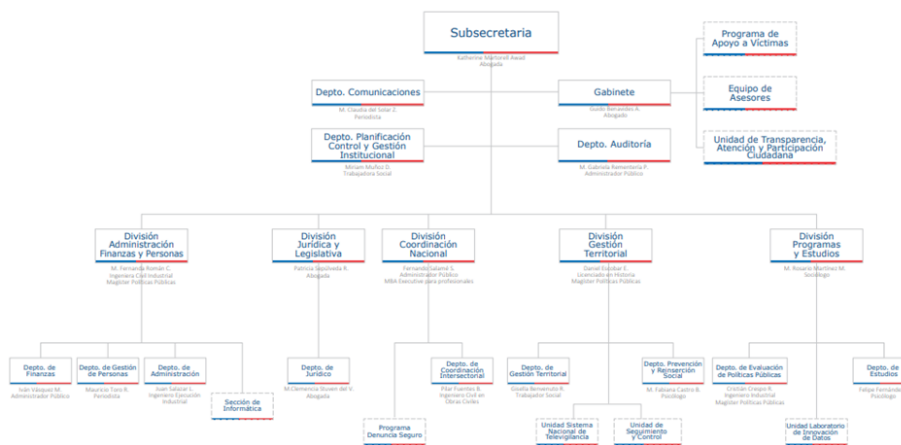 Subsecretaria
Katherine Martorell Awad
Abogada
Programa de
Apoyo a Víctimas
Depto. Comunicaciones
M. Claudia del Solar Z.
Periodista
Gabinete
Guido Benavides A.
Abogado
Equipo de
Asesores
Depto. Planificación
Control y Gestión
Institucional
Miriam Muñoz D.
Trabajadora Social
Depto. Auditoría
M. Gabriela Rementería P.
Administrador Público
Unidad de Transparencia,
Atención y Participación
Ciudadana
División
Administración
Finanzas y Personas
M. Fernanda Román C.
Ingeniera Civil Industrial
Magíster Políticas Públicas
División
Jurídica y
Legislativa
Patricia Sepúlveda R.
Abogada
División
Coordinación
Nacional
Fernando Salamé S.
Administrador Público
MBA Executive para profesionales
División
Gestión
Territorial
Daniel Escobar E.
Licenciado en Historia
Magíster Políticas Públicas
División
Programas
y Estudios
M. Rosario Martínez M.
Sociólogo
Depto. de
Finanzas
Iván Vásquez M.
Administrador Público
Depto. de Gestión
de Personas
Mauricio Toro R.
Periodista
Depto. de
Administración
Juan Salazar L.
Ingeniero Ejecución
Industrial
Sección de
Informática
Depto. de
Jurídico
M Clemencia Stuven del V.
Abogada
Programa
Denuncia Seguro
Depto. de
Coordinación
Intersectorial
Pilar Fuentes B.
Ingeniero Civil en
Obras Civiles
Depto. de
Gestión Territorial
Gisella Benvenuto R.
Trabajador Social
Unidad Sistema
Nacional de
Televigilancia
Unidad de
Seguimiento
y Control
Depto. Prevención
y Reinserción
Social
M. Fabiana Castro B.
Psicólogo
Depto. de Evaluación
de Políticas Públicas
Cristián Crespo R.
Ingeniero Industrial
Magíster Políticas Públicas
Unidad Laboratorio
de Innovación
de Datos
Depto. de
Estudios
Felipe
Psicólogo